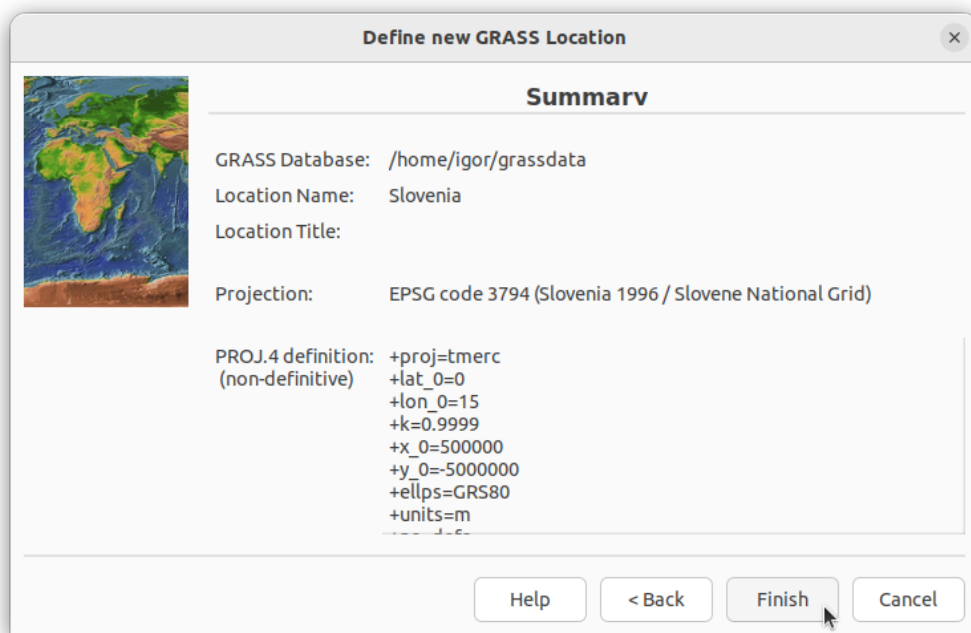 Define new GRASS Location
Summary
GRASS Database: /home/igor/grassdata
Location Name: Slovenia
Location Title:
Projection: EPSG code 3794 (Slovenia 1996 / Slovene National Grid)
PROJ.4 definition: +proj=tmerc
(non-definitive) +lat_0=0
+lon_0=15
+k=0.9999
+x_0=500000
+y_0=-5000000
+ellps=GRS80
+units=m
Help < Back Finish Cancel